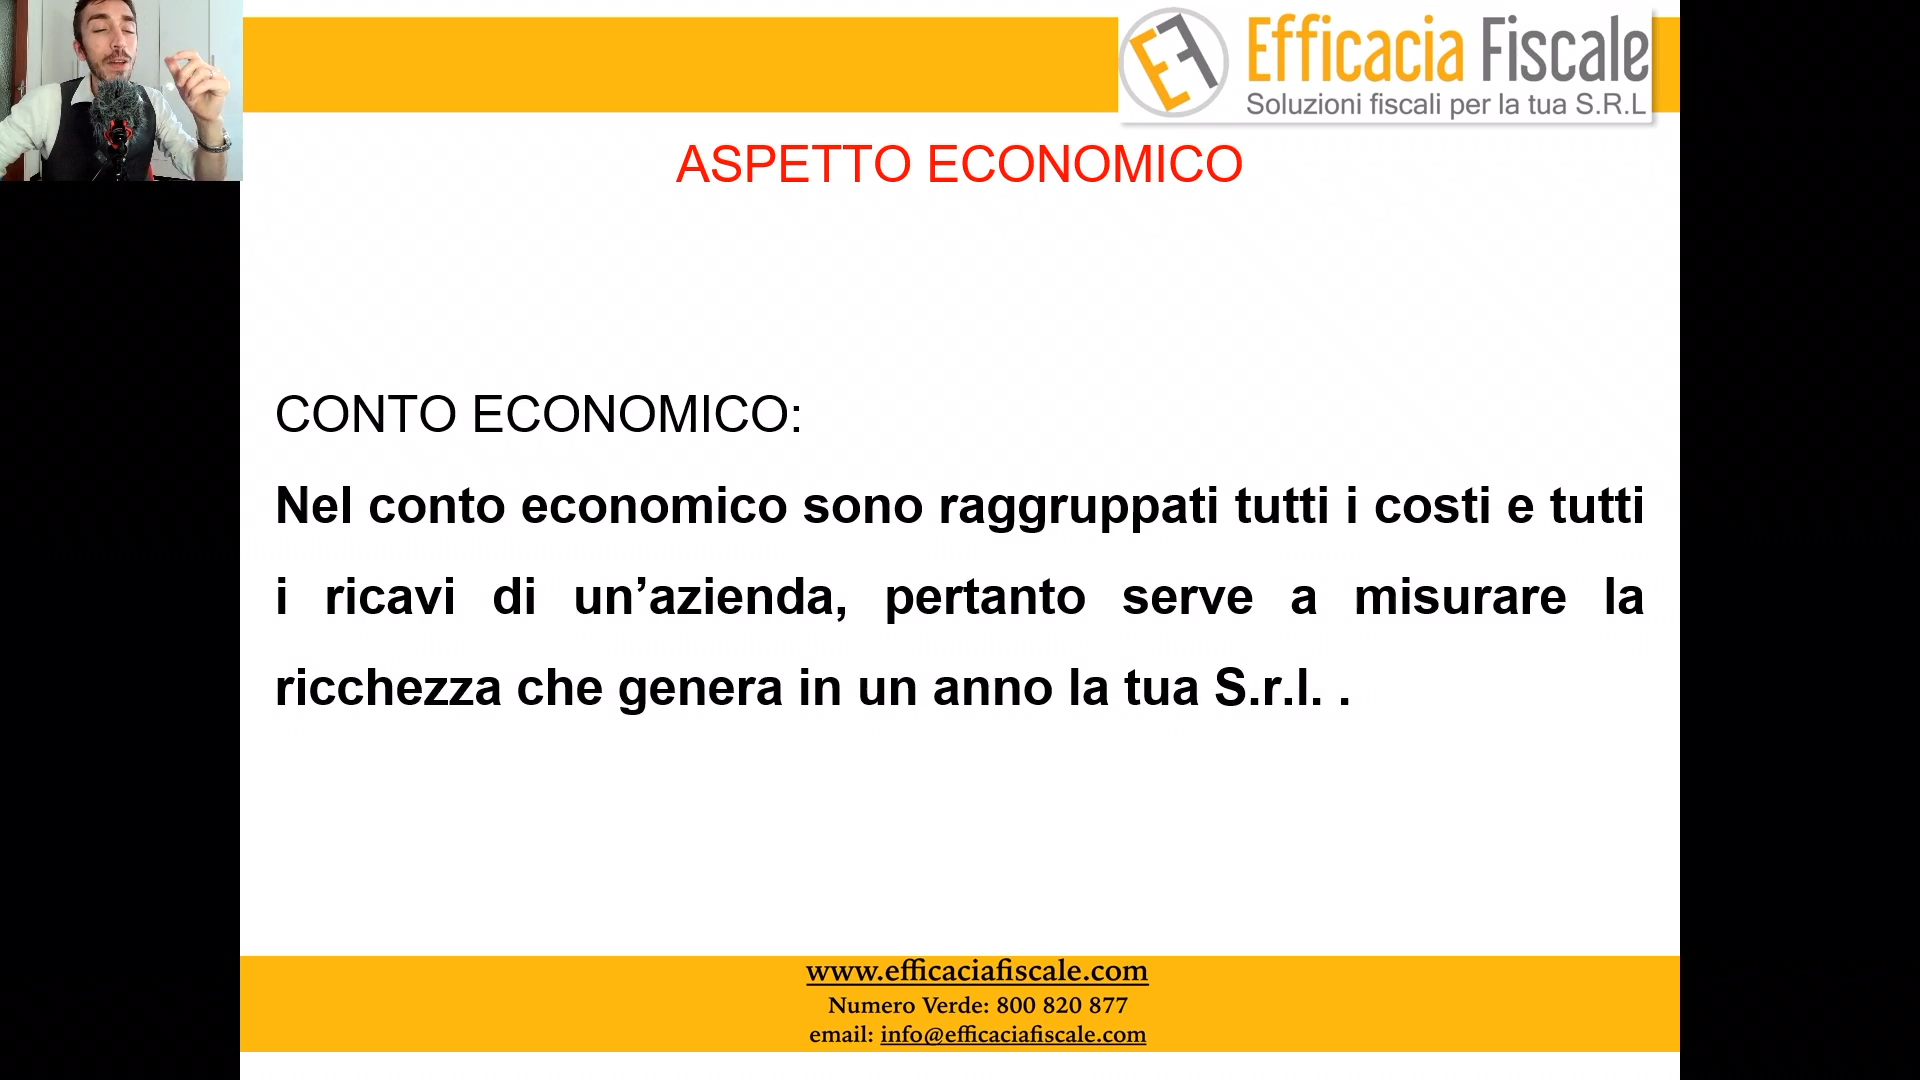 Efficacia Fiscale
Soluzioni fiscali per la tua S.R.L
ASPETTO ECONOMICO
CONTO ECONOMICO:
Nel conto economico sono raggruppati tutti i costi e tutti
i ricavi di un’azienda, pertanto serve a misurare la
ricchezza che genera in un anno la tua S.r.l. .
www.efficaciafiscale.com
Numero Verde: 800 820 877
email: info@efficaciafiscale.com